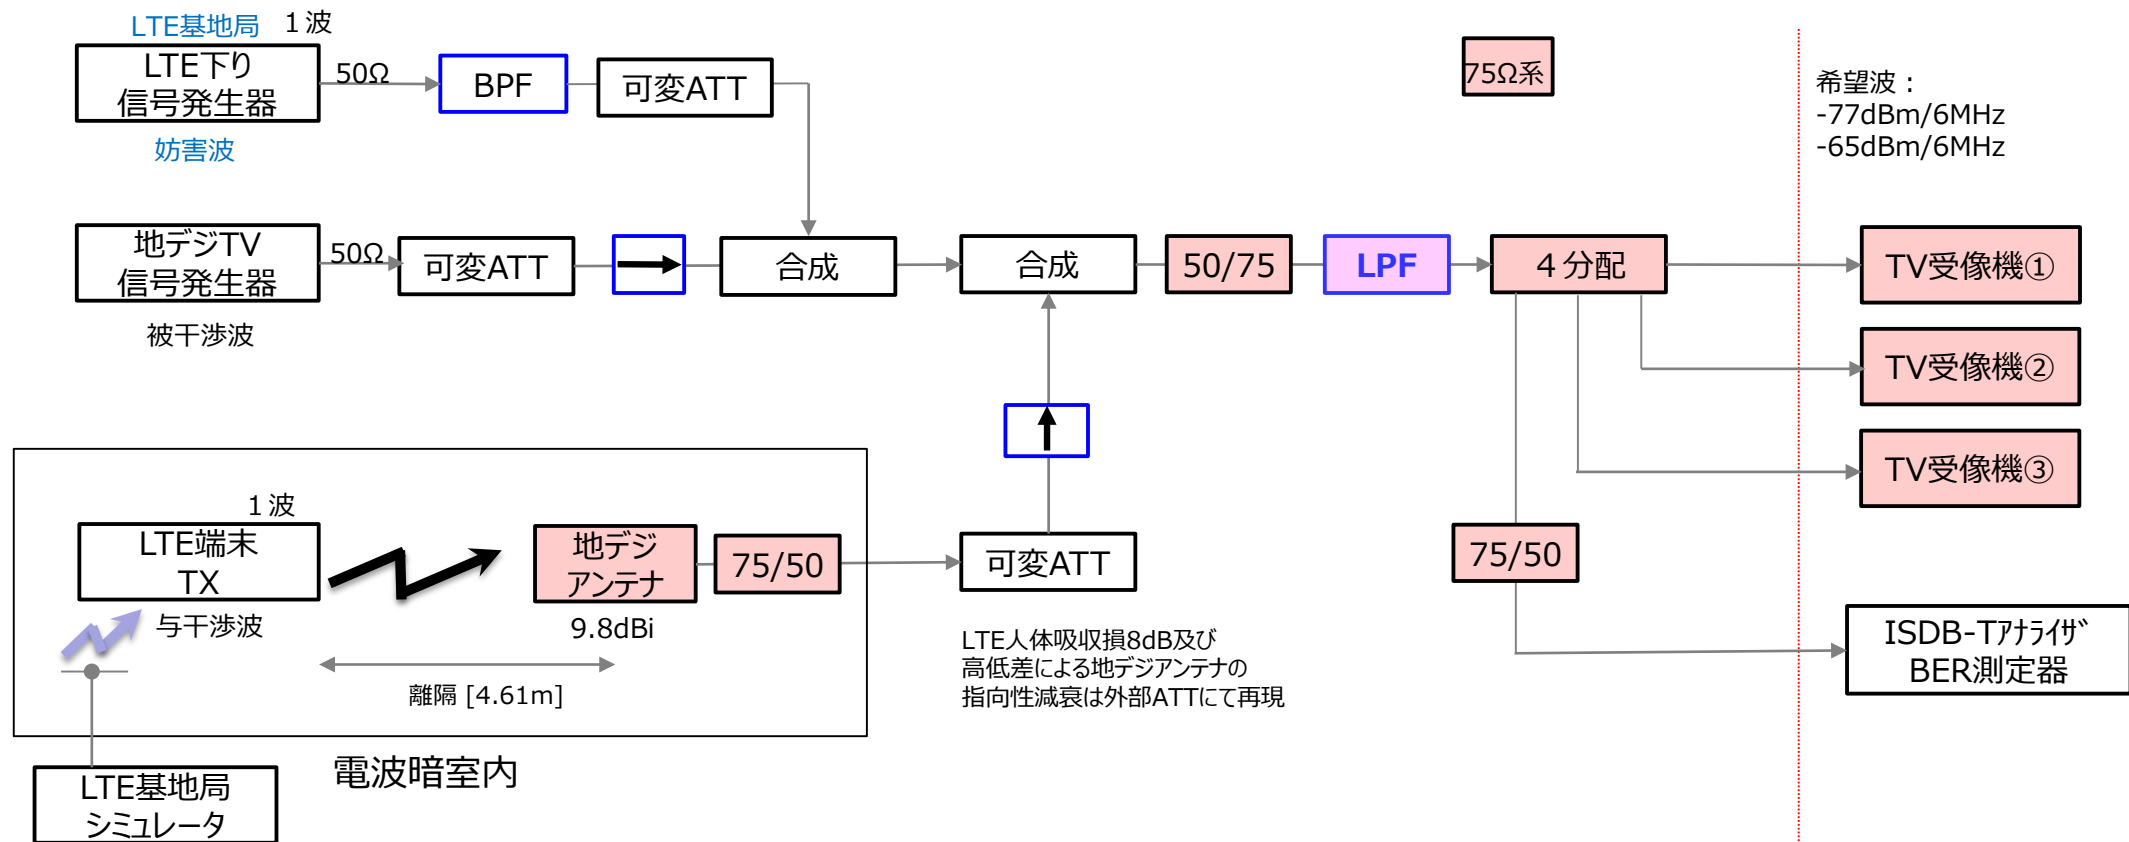 LTE基地局
１波
LTE下り
信号発生器
50Ω
BPF
可変ATT
75Ω系
希望波：
-77dBm/6MHz
-65dBm/6MHz
妨害波
地デジTV
信号発生器
50Ω
可変ATT
合成
合成
50/75
LPF
４分配
TV受像機①
被干渉波
TV受像機②
TV受像機③
１波
LTE端末
TX
地デジ
アンテナ
75/50
可変ATT
75/50
与干渉波
9.8dBi
離隔 [4.61m]
LTE人体吸収損8dB及び
高低差による地デジアンテナの
指向性減衰は外部ATTにて再現
ISDB-Tｱﾅﾗｲｻﾞ
BER測定器
電波暗室内
LTE基地局
シミュレータ